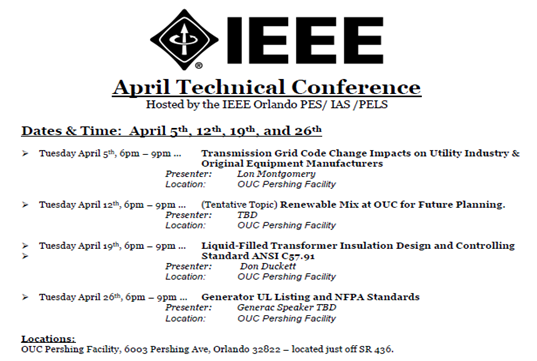 IEEE
April Technical Conference
Hosted by the IEEE Orlando PES/ IAS /PELS
Dates & Time: April 5th, 12th, 19th, and 26th
➢ Tuesday April 5th, 6pm – 9pm ... Transmission Grid Code Change Impacts on Utility Industry &
Original Equipment Manufacturers
Presenter: Lon Montgomery
Location: OUC Pershing Facility
➢ Tuesday April 12th, 6pm – 9pm ... (Tentative Topic) Renewable Mix at OUC for Future Planning.
Presenter: TBD
Location: OUC Pershing Facility
➢ Tuesday April 19th, 6pm – 9pm ... Liquid-Filled Transformer Insulation Design and Controlling
➢ Standard ANSI C57.91
Presenter: Don Duckett
Location: OUC Pershing Facility
➢ Tuesday April 26th, 6pm – 9pm ... Generator UL Listing and NFPA Standards
Presenter: Generac Speaker TBD
Location: OUC Pershing Facility
Locations:
OUC Pershing Facility, 6003 Pershing Ave, Orlando 32822 – located just off SR 436.